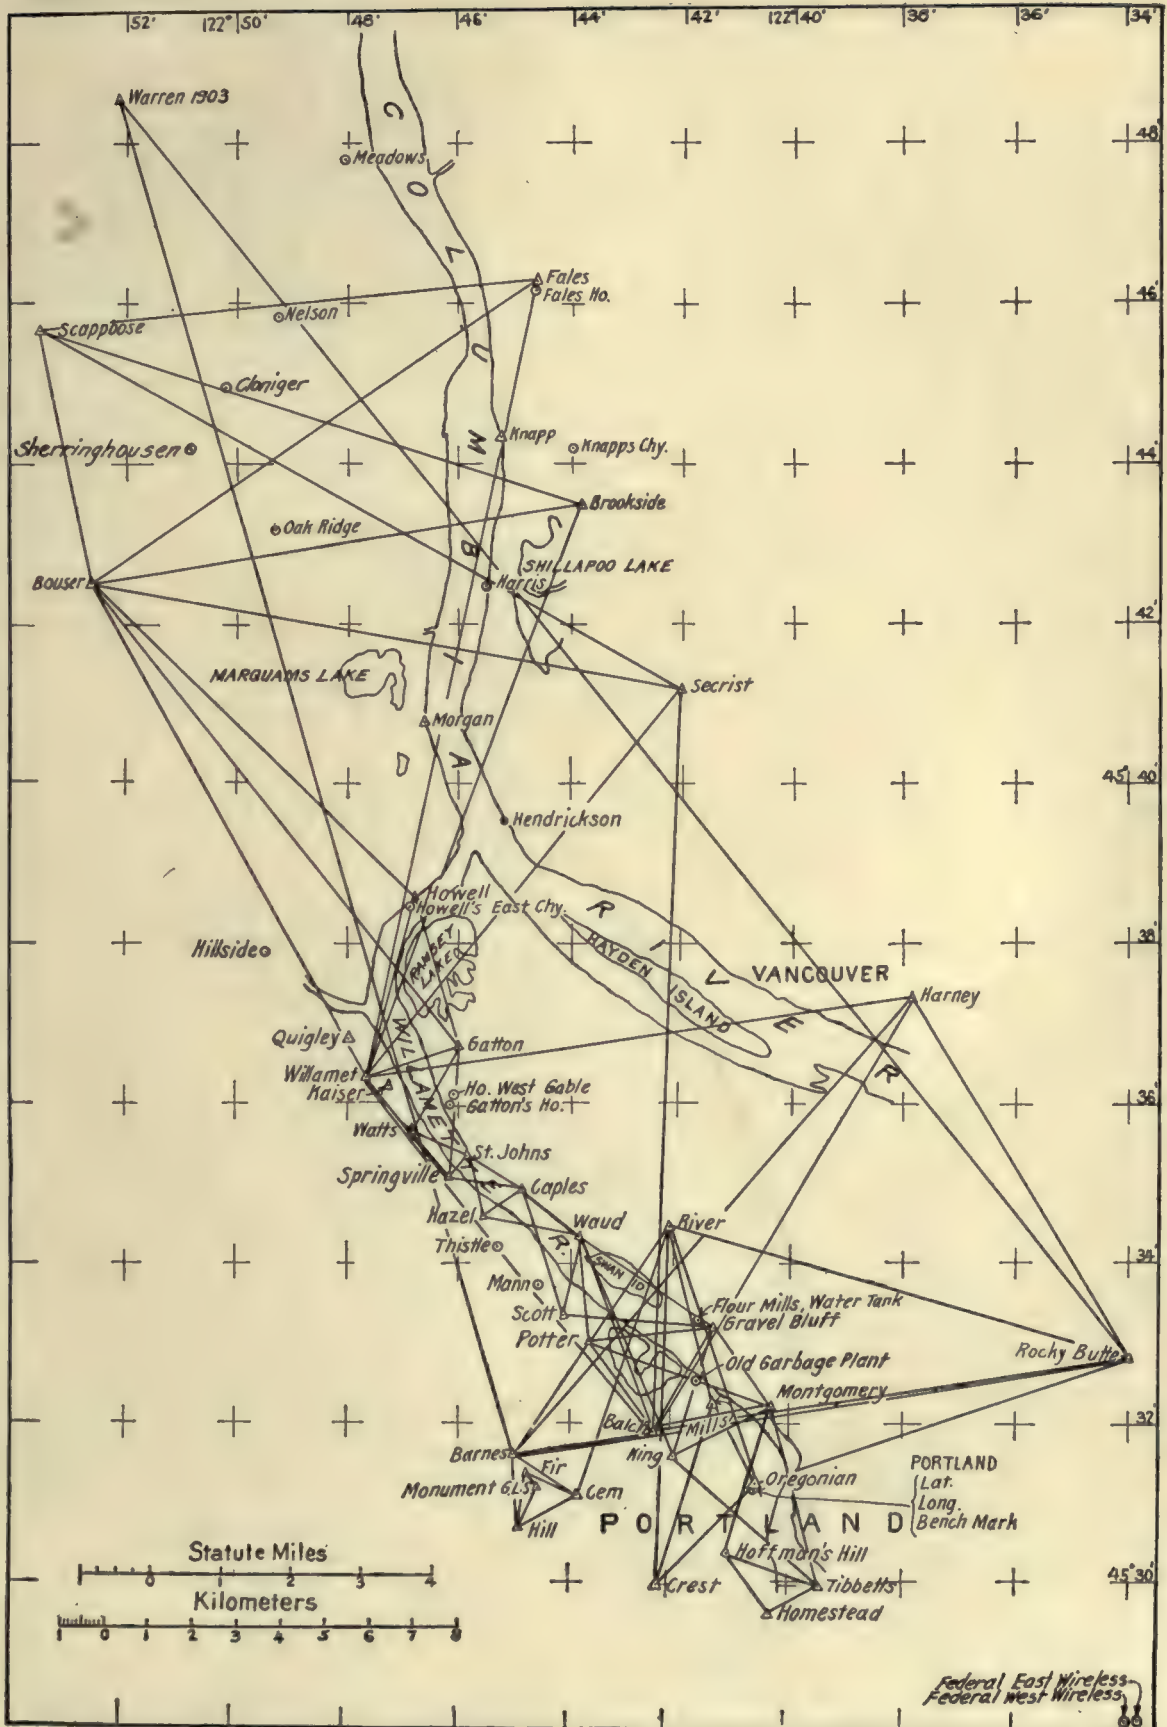 52' 122° 50' 48' 46' 44' 42' 122° 40' 38' 36' 34'
Warren 1903
48'
Meadows
COLUMBIA
Fales
Fales Ho.
46'
Nelson
Scappoose
Cloniger
Knapp
Sherringhousen
Knapps Chy.
44'
Brookside
Oak Ridge
SHILLAPOO LAKE
Bouser
Harris
42'
MARQUAMS LAKE
Secrist
Morgan
45° 40'
Hendrickson
Howell
Howell's East Chy.
RIVER
Hillside
RAMSEY
LAKE
HAYDEN
ISLAND
38'
VANCOUVER
Harney
Quigley
Gatton
Willamet
Kaiser
WILLAMETTE R.
Ho. West Gable
Gatton's Ho.
36'
Watts
St. Johns
Springville
Caples
Hazel
Waud
River
Thistle
34'
SWAN ID
Mann
Scott
Flour Mills, Water Tank
Gravel Bluff
Potter
Old Garbage Plant
Rocky Butte
Montgomery
Balch
Mills
32'
Barnes
King
Fir
Monument G.L.S.
Cem
Oregonian
PORTLAND
Lat.
Long.
Bench Mark
Hill
PORTLAND
Hoffman's Hill
Statute Miles
0 1 2 3 4
Crest
Tibbetts
45° 30'
Kilometers
Homestead
1 0 1 2 3 4 5 6 7 8
Federal East Wireless
Federal West Wireless